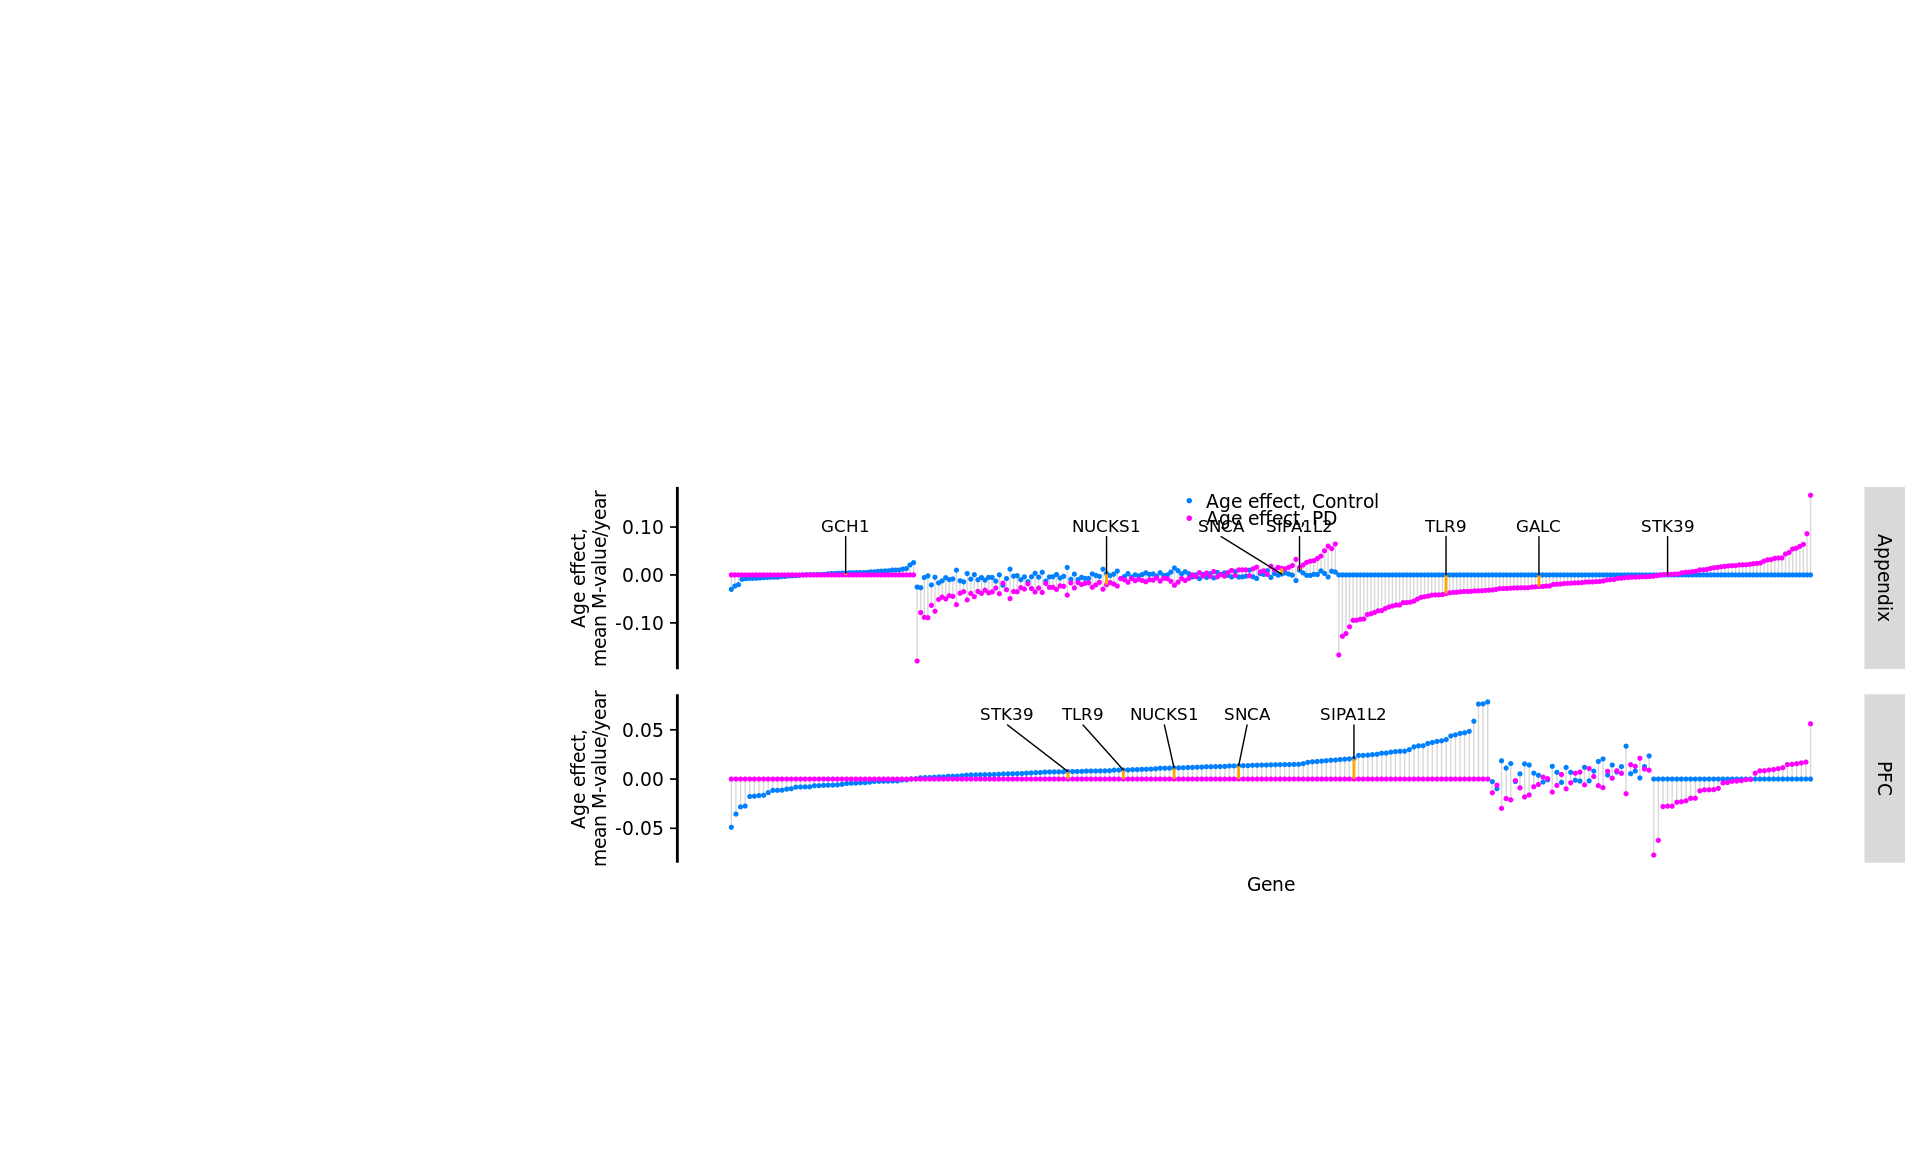 Age effect, Control
Age effect, PD
GCH1
NUCKS1
SNCA
SIPA1L2
TLR9
GALC
STK39
0.10
0.00
-0.10
Age effect,
mean M-value/year
Appendix
STK39
TLR9
NUCKS1
SNCA
SIPA1L2
0.05
0.00
-0.05
Age effect,
mean M-value/year
PFC
Gene